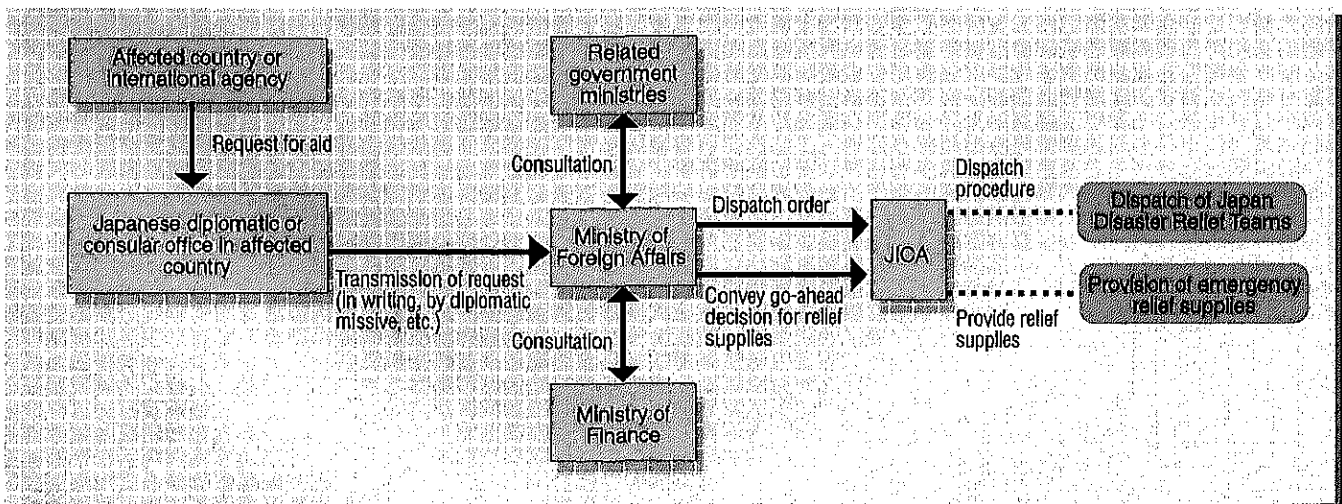 Affected country or
international agency
Request for aid
Japanese diplomatic or
consular office in affected
country
Transmission of request
(in writing, by diplomatic
missive, etc.)
Related
government
ministries
Consultation
Ministry of
Foreign Affairs
Consultation
Ministry of
Finance
Dispatch order
Convey go-ahead
decision for relief
supplies
JICA
Dispatch
procedure
Dispatch of Japan
Disaster Relief Teams
Provide relief
supplies
Provision of emergency
relief supplies